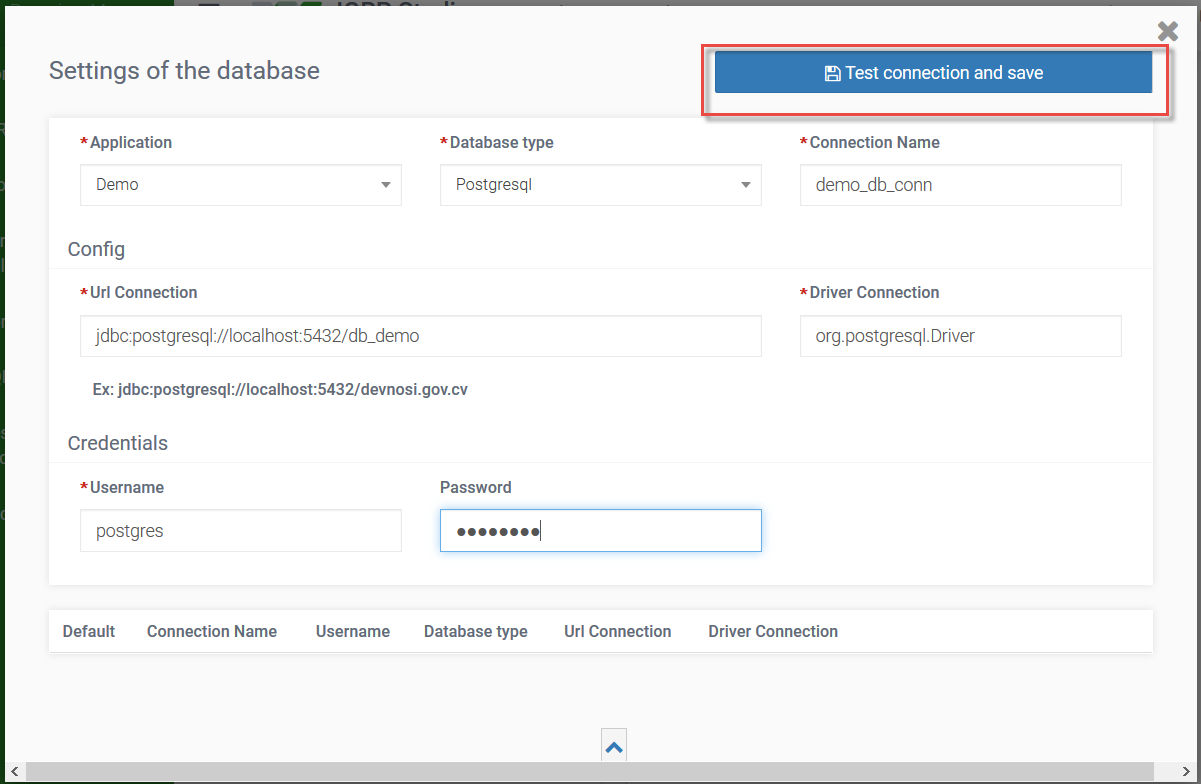 Settings of the database
Test connection and save
*Application
*Database type
*Connection Name
Demo
Postgresql
demo_db_conn
Config
*Url Connection
*Driver Connection
jdbc:postgresql://localhost:5432/db_demo
org.postgresql.Driver
Ex: jdbc:postgresql://localhost:5432/devnosi.gov.cv
Credentials
*Username
Password
postgres
●●●●●●●●
Default
Connection Name
Username
Database type
Url Connection
Driver Connection